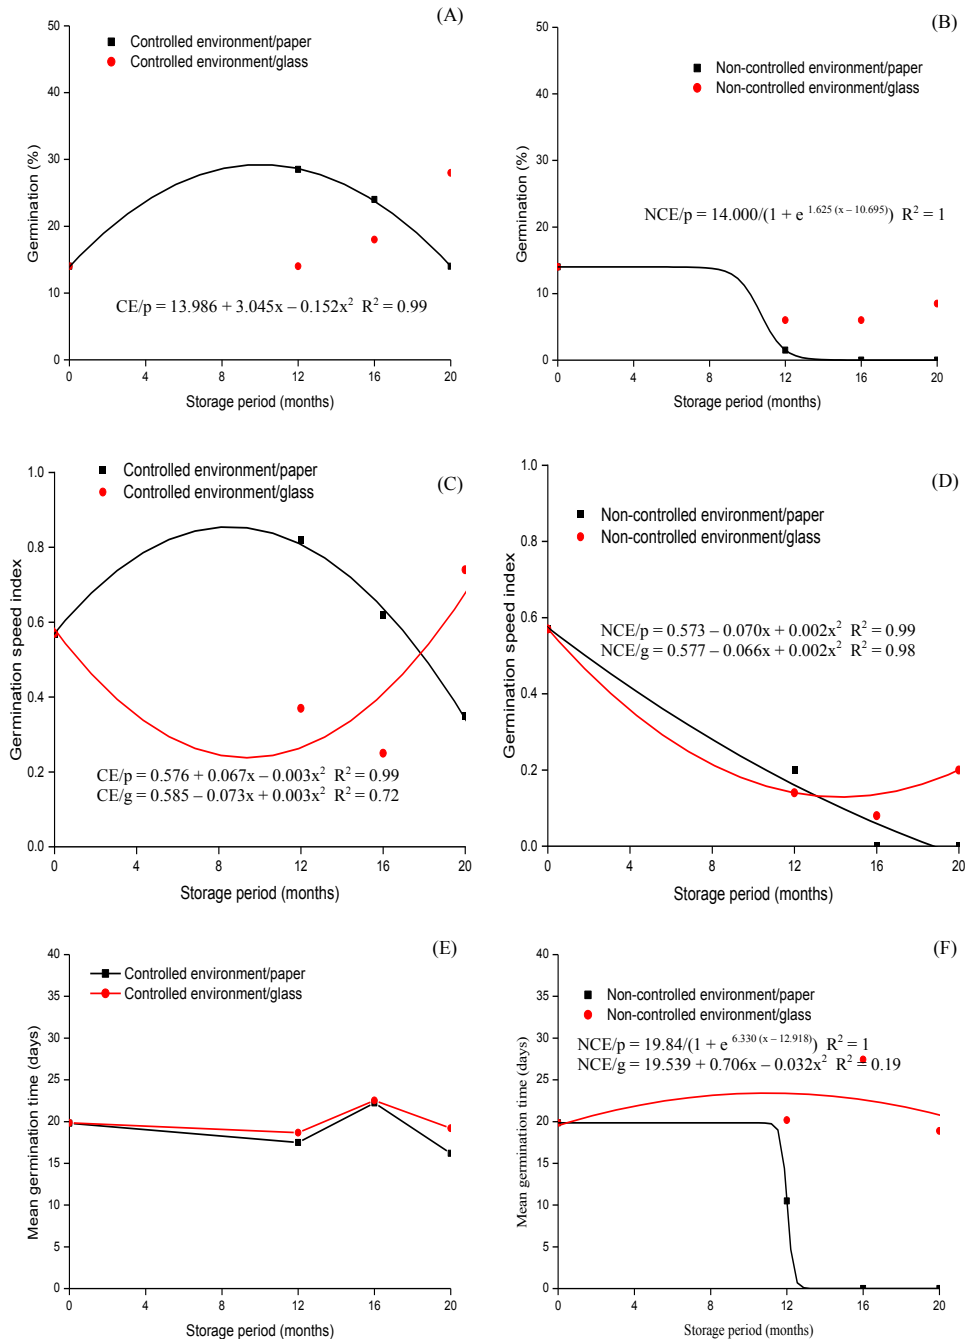 (A)
Controlled environment/paper
Controlled environment/glass
50
40
30
20
10
0
Germination (%)
CE/p = 13.986 + 3.045x – 0.152x² R² = 0.99
0 4 8 12 16 20
Storage period (months)
(B)
Non-controlled environment/paper
Non-controlled environment/glass
50
40
30
20
10
0
Germination (%)
NCE/p = 14.000/(1 + e 1.625 (x – 10.695)) R² = 1
0 4 8 12 16 20
Storage period (months)
(C)
Controlled environment/paper
Controlled environment/glass
1.0
0.8
0.6
0.4
0.2
0.0
Germination speed index
CE/p = 0.576 + 0.067x – 0.003x² R² = 0.99
CE/g = 0.585 – 0.073x + 0.003x² R² = 0.72
0 4 8 12 16 20
Storage period (months)
(D)
Non-controlled environment/paper
Non-controlled environment/glass
1.0
0.8
0.6
0.4
0.2
0.0
Germination speed index
NCE/p = 0.573 – 0.070x + 0.002x² R² = 0.99
NCE/g = 0.577 – 0.066x + 0.002x² R² = 0.98
0 4 8 12 16 20
Storage period (months)
(E)
Controlled environment/paper
Controlled environment/glass
40
35
30
25
20
15
10
5
0
Mean germination time (days)
0 4 8 12 16 20
Storage period (months)
(F)
Non-controlled environment/paper
Non-controlled environment/glass
NCE/p = 19.84/(1 + e 6.330 (x – 12.918)) R² = 1
NCE/g = 19.539 + 0.706x – 0.032x² R² = 0.19
40
35
30
25
20
15
10
5
0
Mean germination time (days)
0 4 8 12 16 20
Storage period (months)